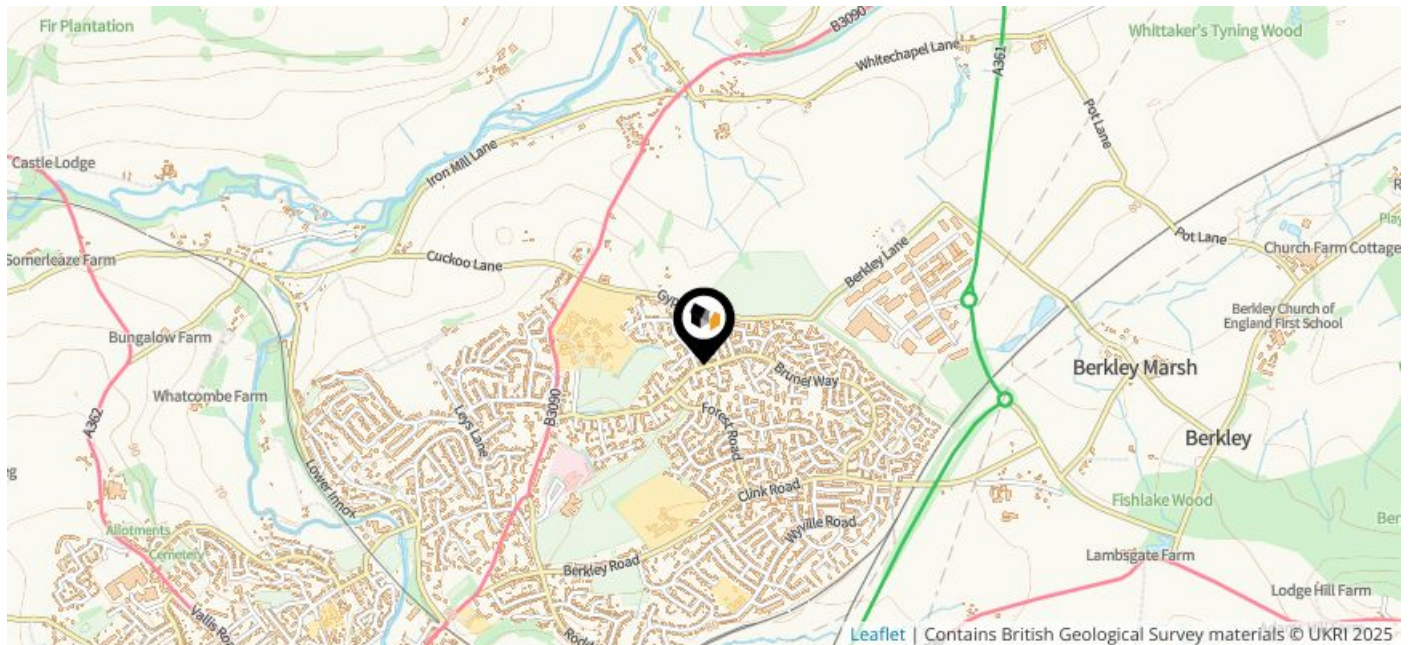 Fir Plantation
B3090
Whitechapel Lane
A361
Whittaker's Tyning Wood
Pot Lane
Castle Lodge
Iron Mill Lane
Cuckoo Lane
Somerleaze Farm
Berkley Lane
Pot Lane
Church Farm Cottage
Bungalow Farm
Berkley Church of
England First School
Whatcombe Farm
A362
Leys Lane
B3090
Brunel Way
Forest Road
Berkley Marsh
Berkley
90
70
80
Clink Road
Wyville Road
Fishlake Wood
Allotments
Cemetery
Berkley Road
Lambsgate Farm
Lodge Hill Farm
Leaflet | Contains British Geological Survey materials © UKRI 2025